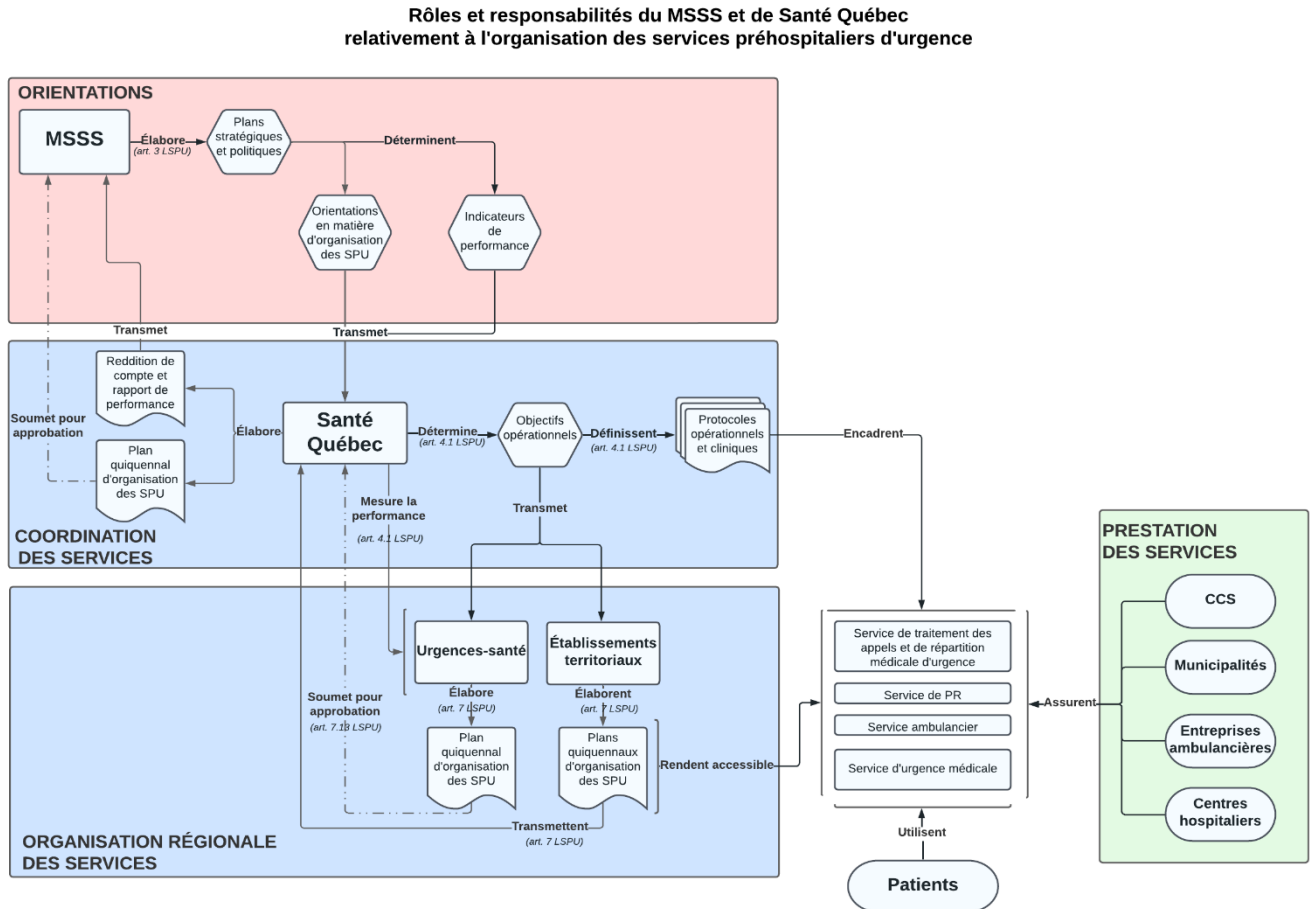 Rôles et responsabilités du MSSS et de Santé Québec
relativement à l'organisation des services préhospitaliers d'urgence
ORIENTATIONS
MSSS
Élabore
(art. 3 LSPU)
Plans
stratégiques
et politiques
Déterminent
Orientations
en matière
d'organisation
des SPU
Indicateurs
de
performance
Transmet
Transmet
Reddition de
compte et
rapport de
performance
Soumet pour
approbation
Plan
quiquennal
d'organisation
des SPU
Élabore
Santé
Québec
Détermine
(art. 4.1 LSPU)
Objectifs
opérationnels
Définissent
(art. 4.1 LSPU)
Protocoles
opérationnels
et cliniques
Encadrent
Mesure la
performance
(art. 4.1 LSPU)
Transmet
COORDINATION
DES SERVICES
PRESTATION
DES SERVICES
CCS
Municipalités
Entreprises
ambulancières
Centres
hospitaliers
Assurent
Urgences-santé
Établissements
territoriaux
Élabore
(art. 7 LSPU)
Élaborent
(art. 7 LSPU)
Soumet pour
approbation
(art. 7.13 LSPU)
Plan
quiquennal
d'organisation
des SPU
Plans
quiquennaux
d'organisation
des SPU
Rendent accessible
Transmettent
(art. 7 LSPU)
ORGANISATION RÉGIONALE
DES SERVICES
Service de traitement des
appels et de répartition
médicale d'urgence
Service de PR
Service ambulancier
Service d'urgence médicale
Utilisent
Patients